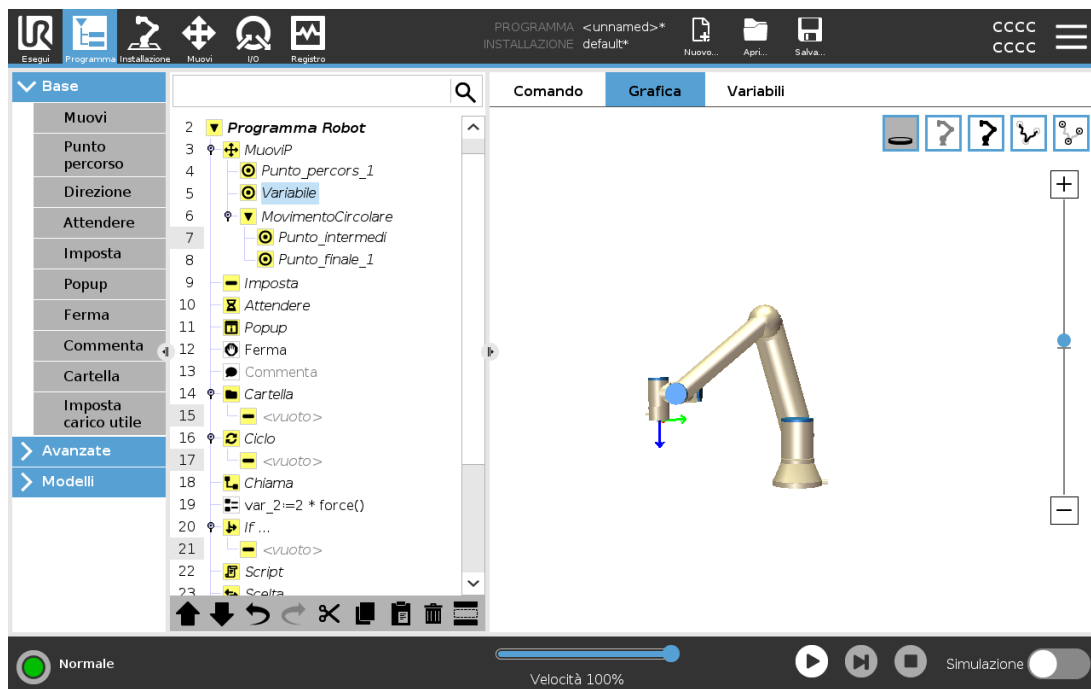 PROGRAMMA <unnamed>*
INSTALLAZIONE default*
CCCC
CCCC
Esegui
Programma
Installazione
Muovi
I/O
Registro
Nuovo...
Apri...
Salva...
Base
Muovi
Punto
percorso
Direzione
Attendere
Imposta
Popup
Ferma
Commenta
Cartella
Imposta
carico utile
Avanzate
Modelli
2 Programma Robot
3 MuoviP
4 Punto_percors_1
5 Variabile
6 MovimentoCircolare
7 Punto_intermedi
8 Punto_finale_1
9 Imposta
10 Attendere
11 Popup
12 Ferma
13 Commenta
14 Cartella
15 <vuoto>
16 Ciclo
17 <vuoto>
18 Chiama
19 var_2:=2 * force()
20 If ...
21 <vuoto>
22 Script
23 Scelta
Comando
Grafica
Variabili
Normale
Velocità 100%
Simulazione